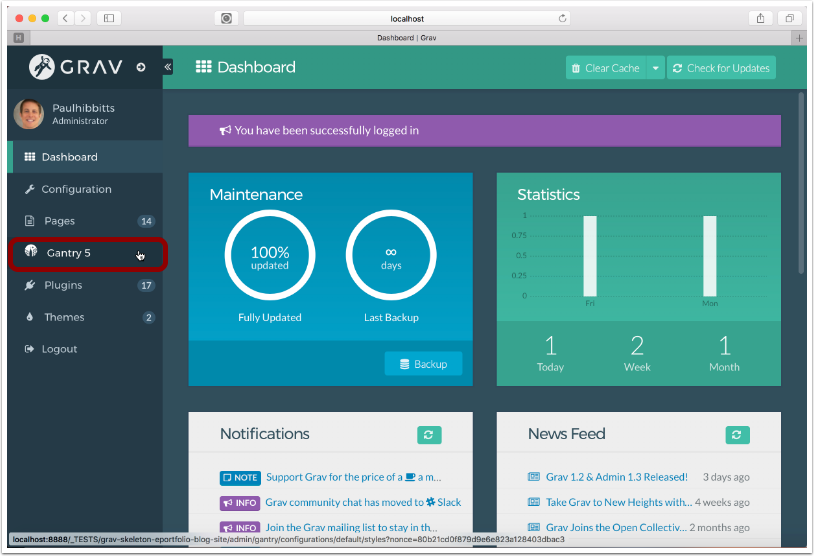 localhost
Dashboard | Grav
GRAV
Dashboard
Clear Cache
Check for Updates
Paulhibbitts
Administrator
You have been successfully logged in
Dashboard
Configuration
Pages 14
Gantry 5
Plugins 17
Themes 2
Logout
Maintenance
100%
updated
∞
days
Fully Updated
Last Backup
Backup
Statistics
1
0.75
0.5
0.25
0
Fri
Mon
1
2
1
Today
Week
Month
Notifications
NOTE Support Grav for the price of a a m...
INFO Grav community chat has moved to Slack
INFO Join the Grav mailing list to stay in th...
News Feed
Grav 1.2 & Admin 1.3 Released! 3 days ago
Take Grav to New Heights with... 4 weeks ago
Grav Joins the Open Collectiv... 2 months ago
localhost:8888/_TESTS/grav-skeleton-eportfolio-blog-site/admin/gantry/configurations/default/styles?nonce=80b21cd0f879d9e6e823a128403dbac3